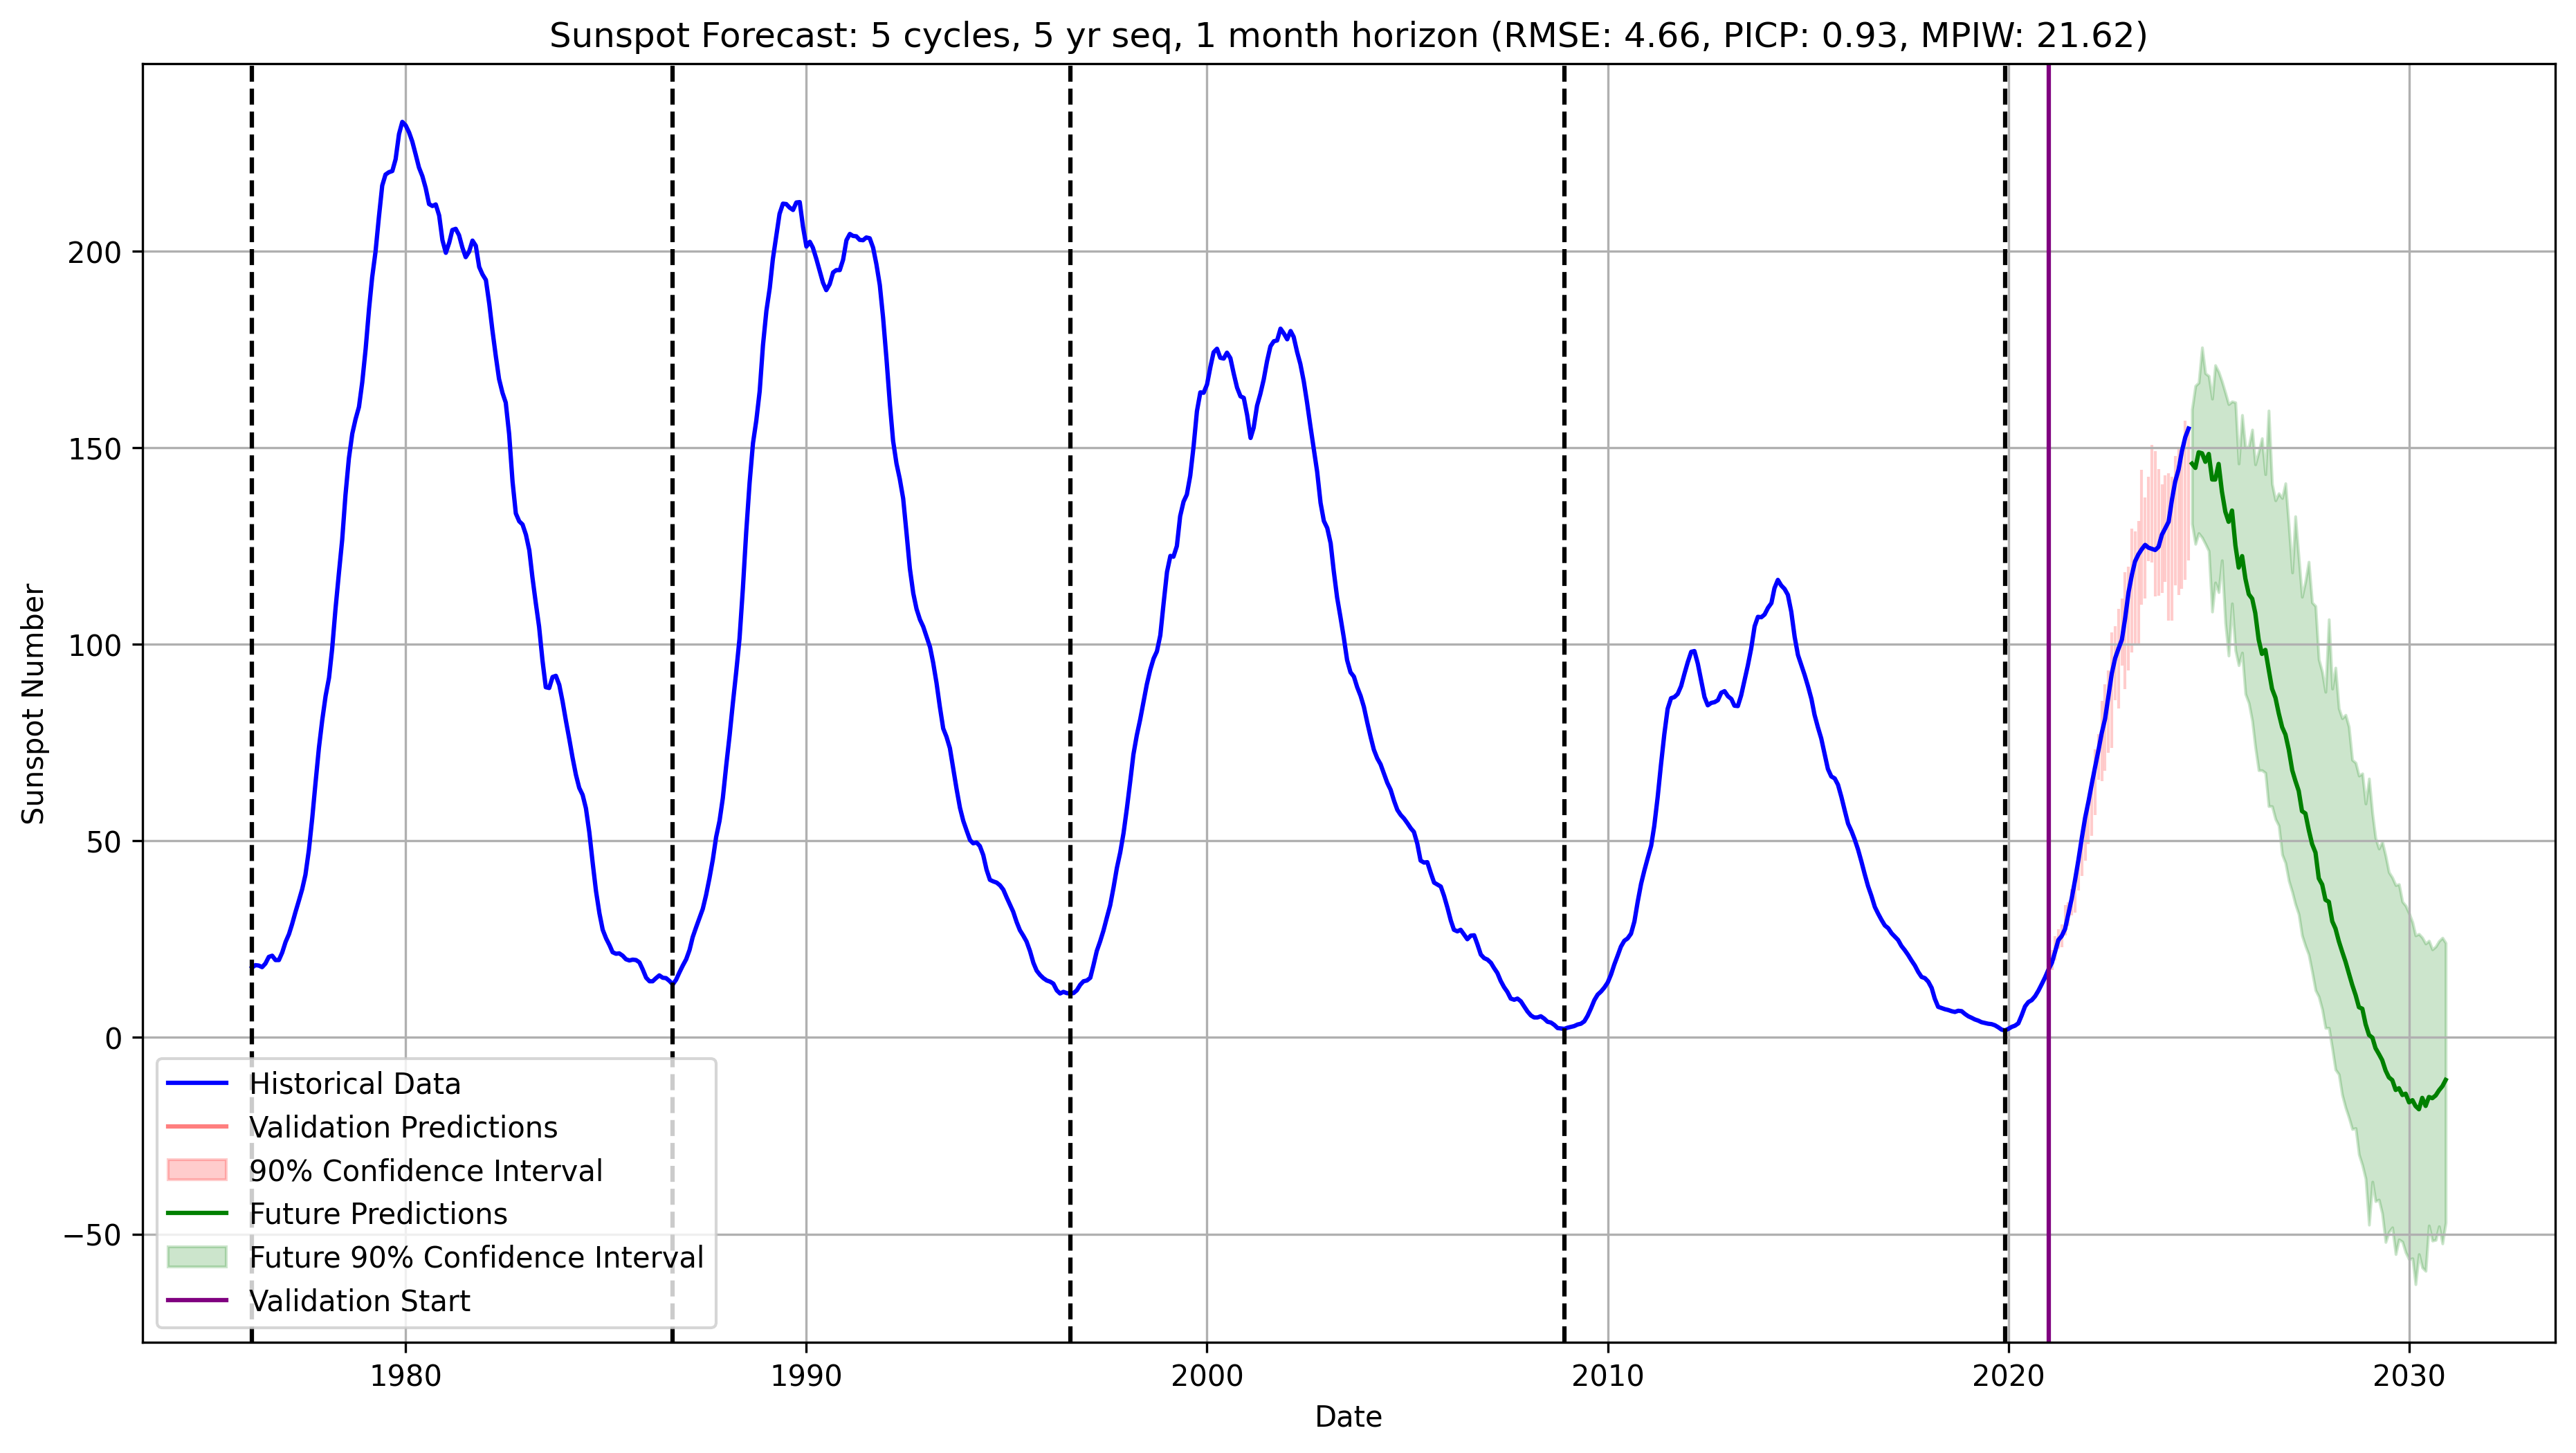 Sunspot Forecast: 5 cycles, 5 yr seq, 1 month horizon (RMSE: 4.66, PICP: 0.93, MPIW: 21.62)
Sunspot Number
200
150
100
50
0
−50
Historical Data
Validation Predictions
90% Confidence Interval
Future Predictions
Future 90% Confidence Interval
Validation Start
1980
1990
2000
2010
2020
2030
Date